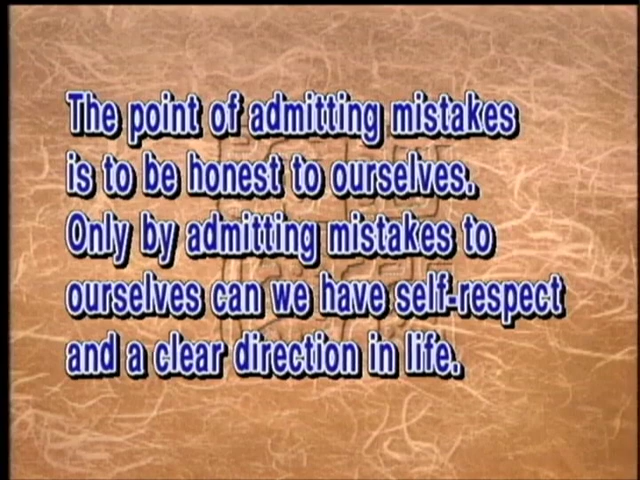 The point of admitting mistakes
is to be honest to ourselves.
Only by admitting mistakes to
ourselves can we have self-respect
and a clear direction in life.